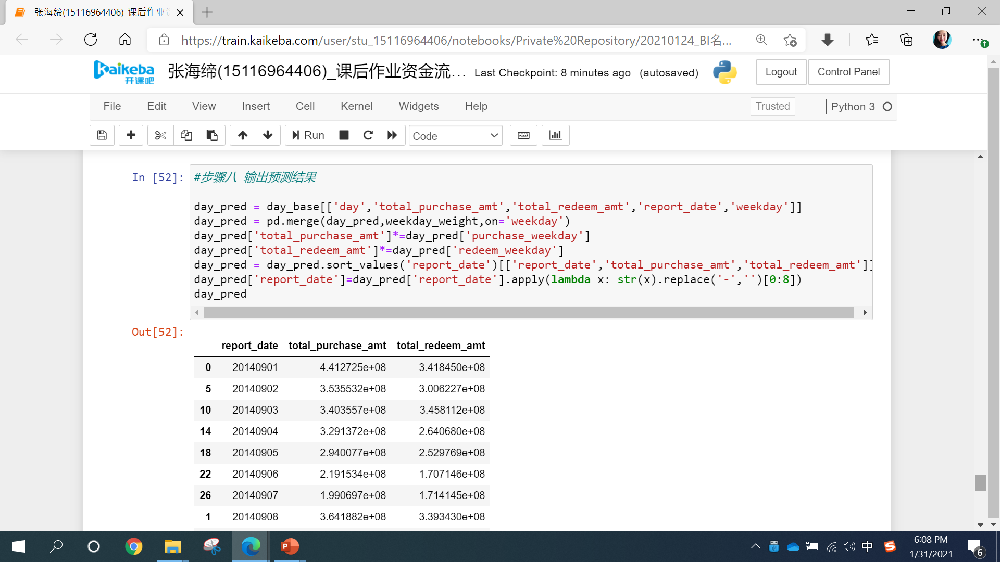 张海缔(15116964406)_课后作业资
https://train.kaikeba.com/user/stu_15116964406/notebooks/Private%20Repository/20210124_BI名...
Kaikeba
开课吧
张海缔(15116964406)_课后作业资金流...
Last Checkpoint: 8 minutes ago (autosaved)
Logout
Control Panel
File Edit View Insert Cell Kernel Widgets Help
Trusted
Python 3
Run
Code
In [52]:
#步骤八 输出预测结果
day_pred = day_base[['day','total_purchase_amt','total_redeem_amt','report_date','weekday']]
day_pred = pd.merge(day_pred,weekday_weight,on='weekday')
day_pred['total_purchase_amt']*=day_pred['purchase_weekday']
day_pred['total_redeem_amt']*=day_pred['redeem_weekday']
day_pred = day_pred.sort_values('report_date')[['report_date','total_purchase_amt','total_redeem_amt']]
day_pred['report_date']=day_pred['report_date'].apply(lambda x: str(x).replace('-','')[0:8])
day_pred
Out[52]:
report_date total_purchase_amt total_redeem_amt
0 20140901 4.412725e+08 3.418450e+08
5 20140902 3.535532e+08 3.006227e+08
10 20140903 3.403557e+08 3.458112e+08
14 20140904 3.291372e+08 2.640680e+08
18 20140905 2.940077e+08 2.529769e+08
22 20140906 2.191534e+08 1.707146e+08
26 20140907 1.990697e+08 1.714145e+08
1 20140908 3.641882e+08 3.393430e+08
中
6:08 PM
1/31/2021
6